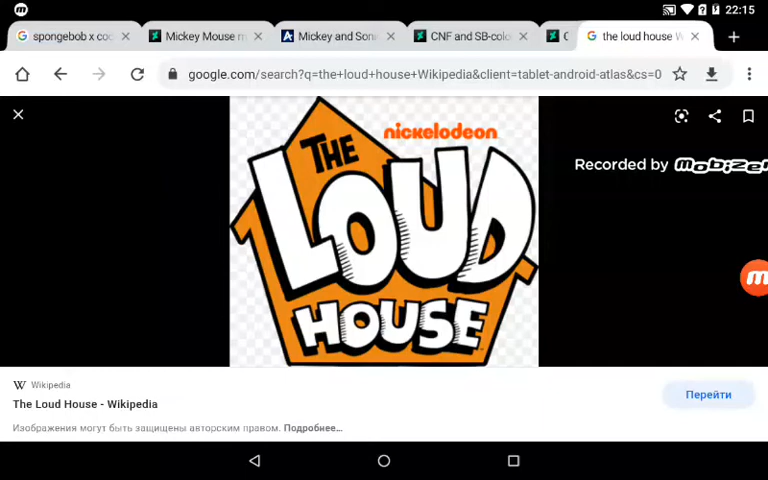 22:15
spongebob x coc
Mickey Mouse m
Mickey and Soni
CNF and SB-colo
the loud house W
google.com/search?q=the+loud+house+Wikipedia&client=tablet-android-atlas&cs=0
nickelodeon
THE
LOUD
HOUSE
Recorded by mobizen
W Wikipedia
The Loud House - Wikipedia
Перейти
Изображения могут быть защищены авторским правом. Подробнее...